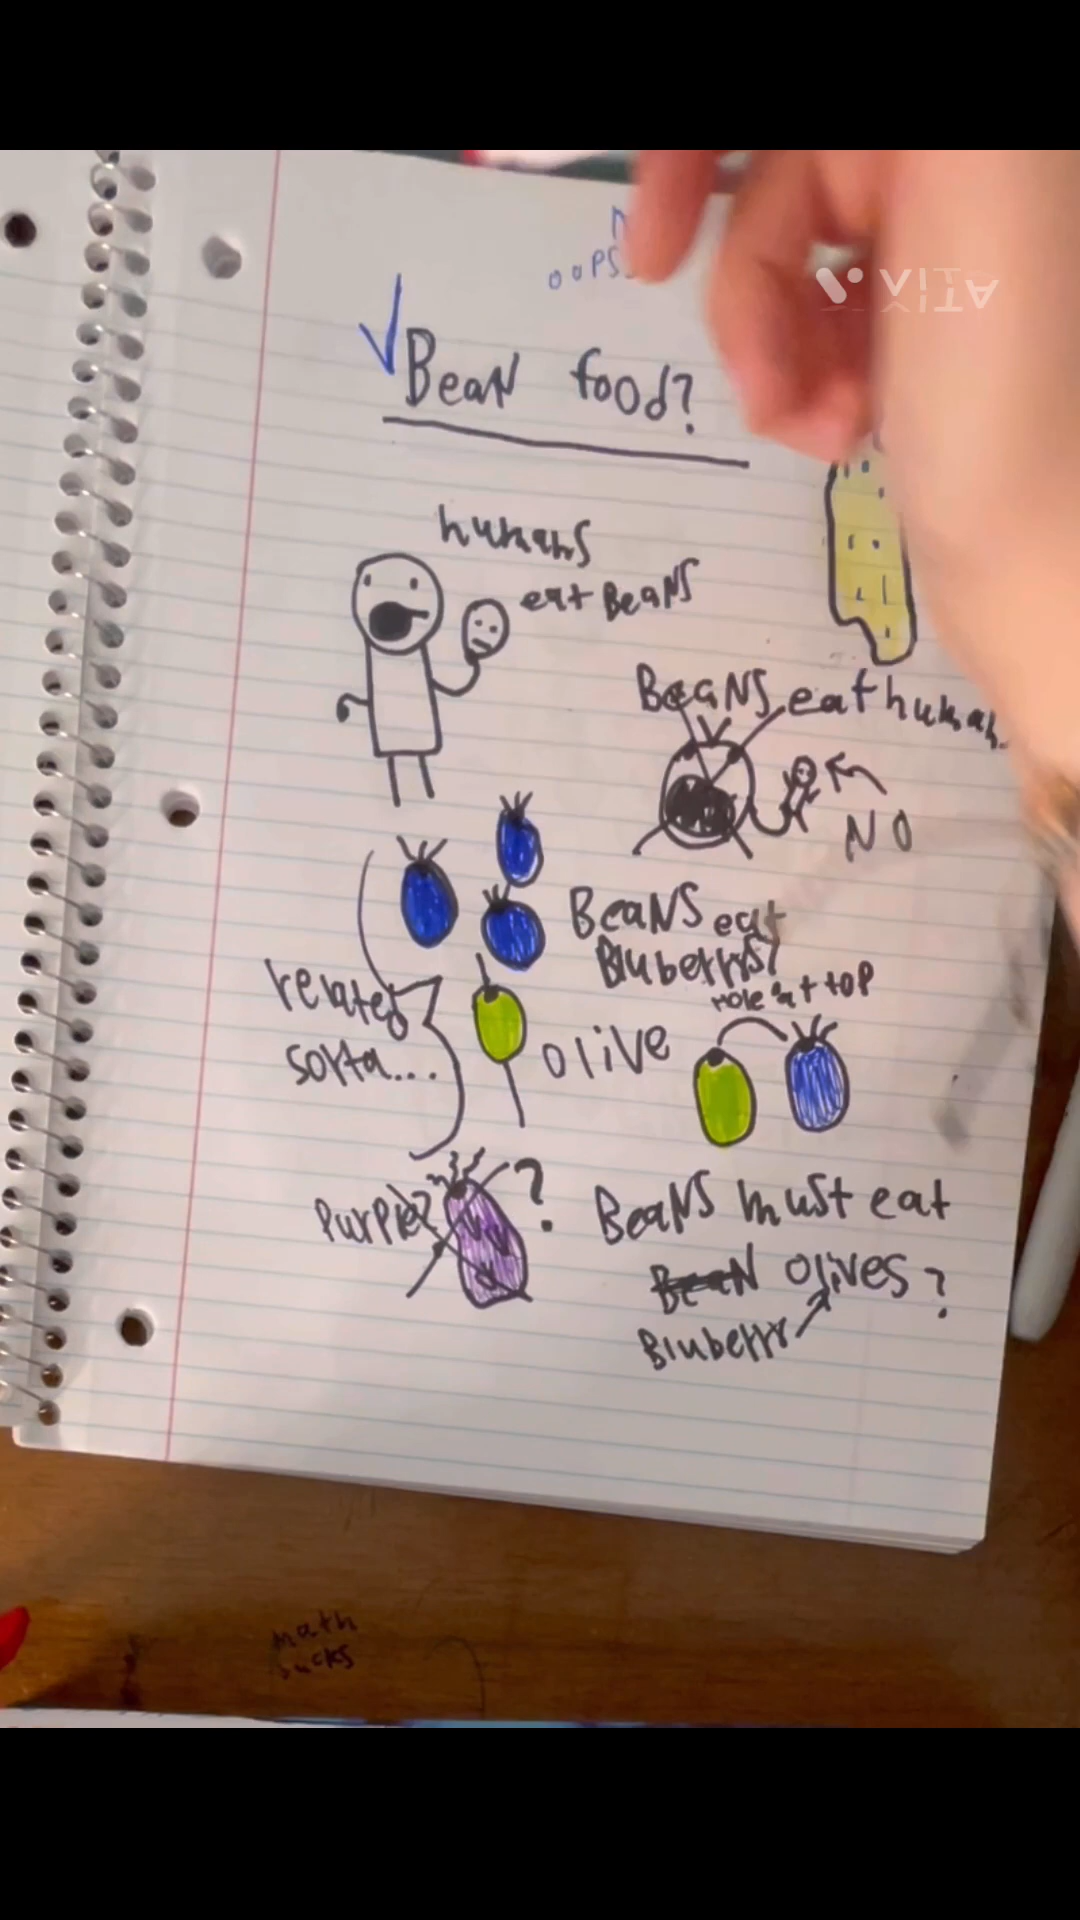 oops
VITA
Bean food?
humans
eat Beans
Beans eat human
NO
Beans eat
Bluberrys?
hole at top
related
sorta...
olive
Purple? ?
Beans must eat
Bean olives?
Bluberry
math
sucks